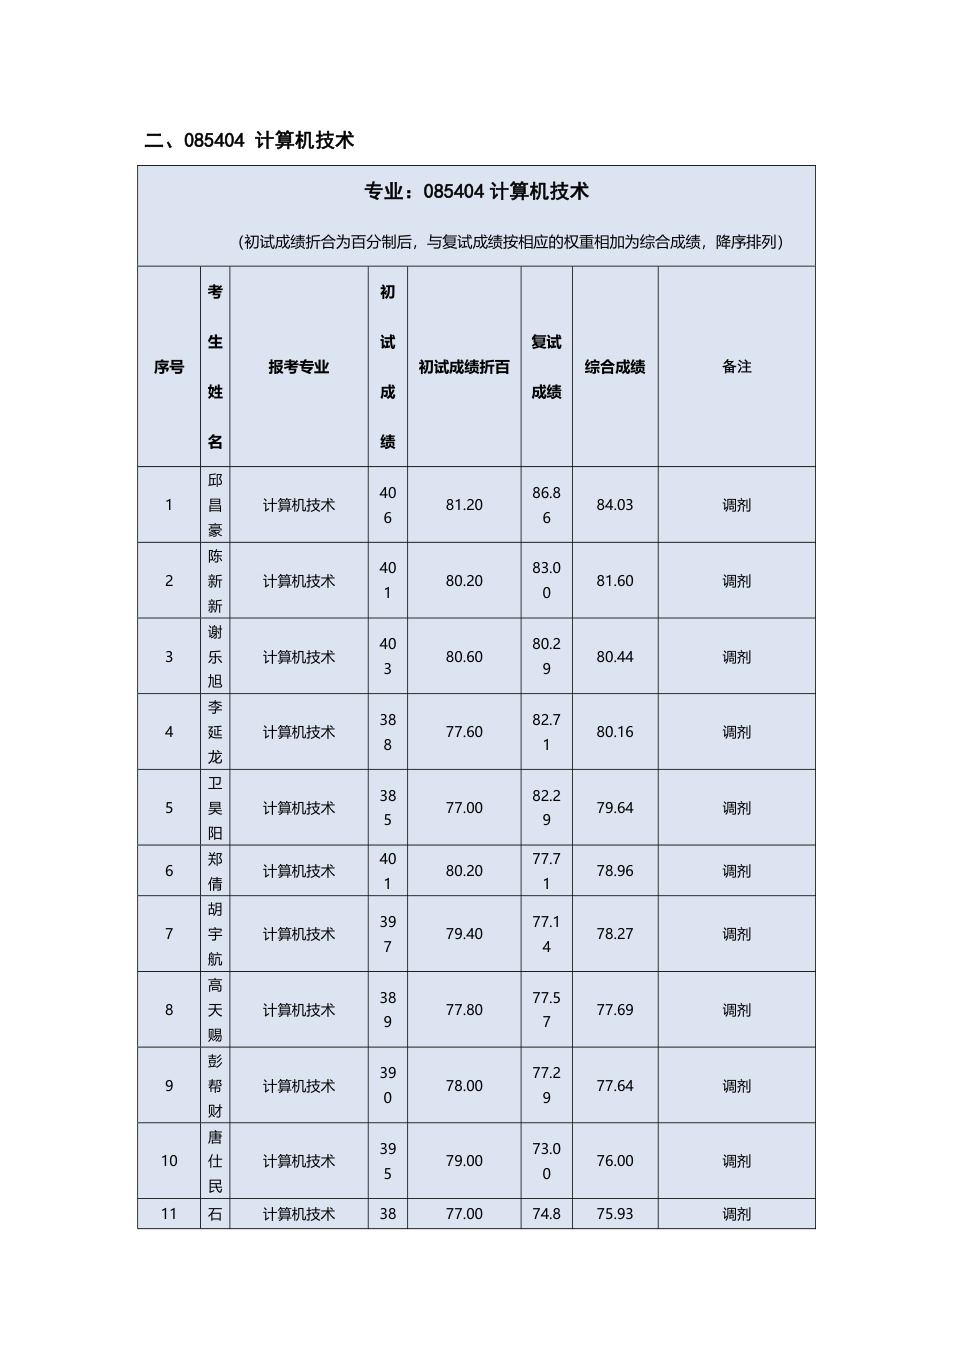 二、085404 计算机技术
专业：085404 计算机技术
（初试成绩折合为百分制后，与复试成绩按相应的权重相加为综合成绩，降序排列）
序号 考生姓名 报考专业 初试成绩 初试成绩折百 复试成绩 综合成绩 备注
1 邱昌豪 计算机技术 406 81.20 86.86 84.03 调剂
2 陈新新 计算机技术 401 80.20 83.00 81.60 调剂
3 谢乐旭 计算机技术 403 80.60 80.29 80.44 调剂
4 李延龙 计算机技术 388 77.60 82.71 80.16 调剂
5 卫昊阳 计算机技术 385 77.00 82.29 79.64 调剂
6 郑倩 计算机技术 401 80.20 77.71 78.96 调剂
7 胡宇航 计算机技术 397 79.40 77.14 78.27 调剂
8 高天赐 计算机技术 389 77.80 77.57 77.69 调剂
9 彭帮财 计算机技术 390 78.00 77.29 77.64 调剂
10 唐仕民 计算机技术 395 79.00 73.00 76.00 调剂
11 石 计算机技术 38 77.00 74.8 75.93 调剂